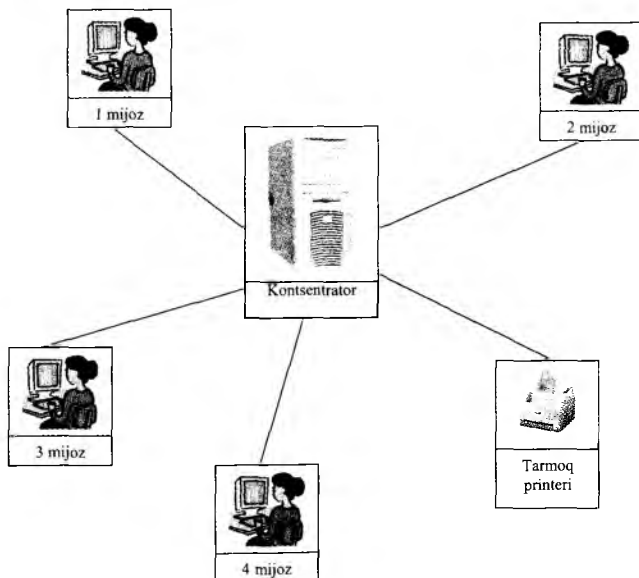 1 mijoz
2 mijoz
Kontsentrator
3 mijoz
Tarmoq
printeri
4 mijoz